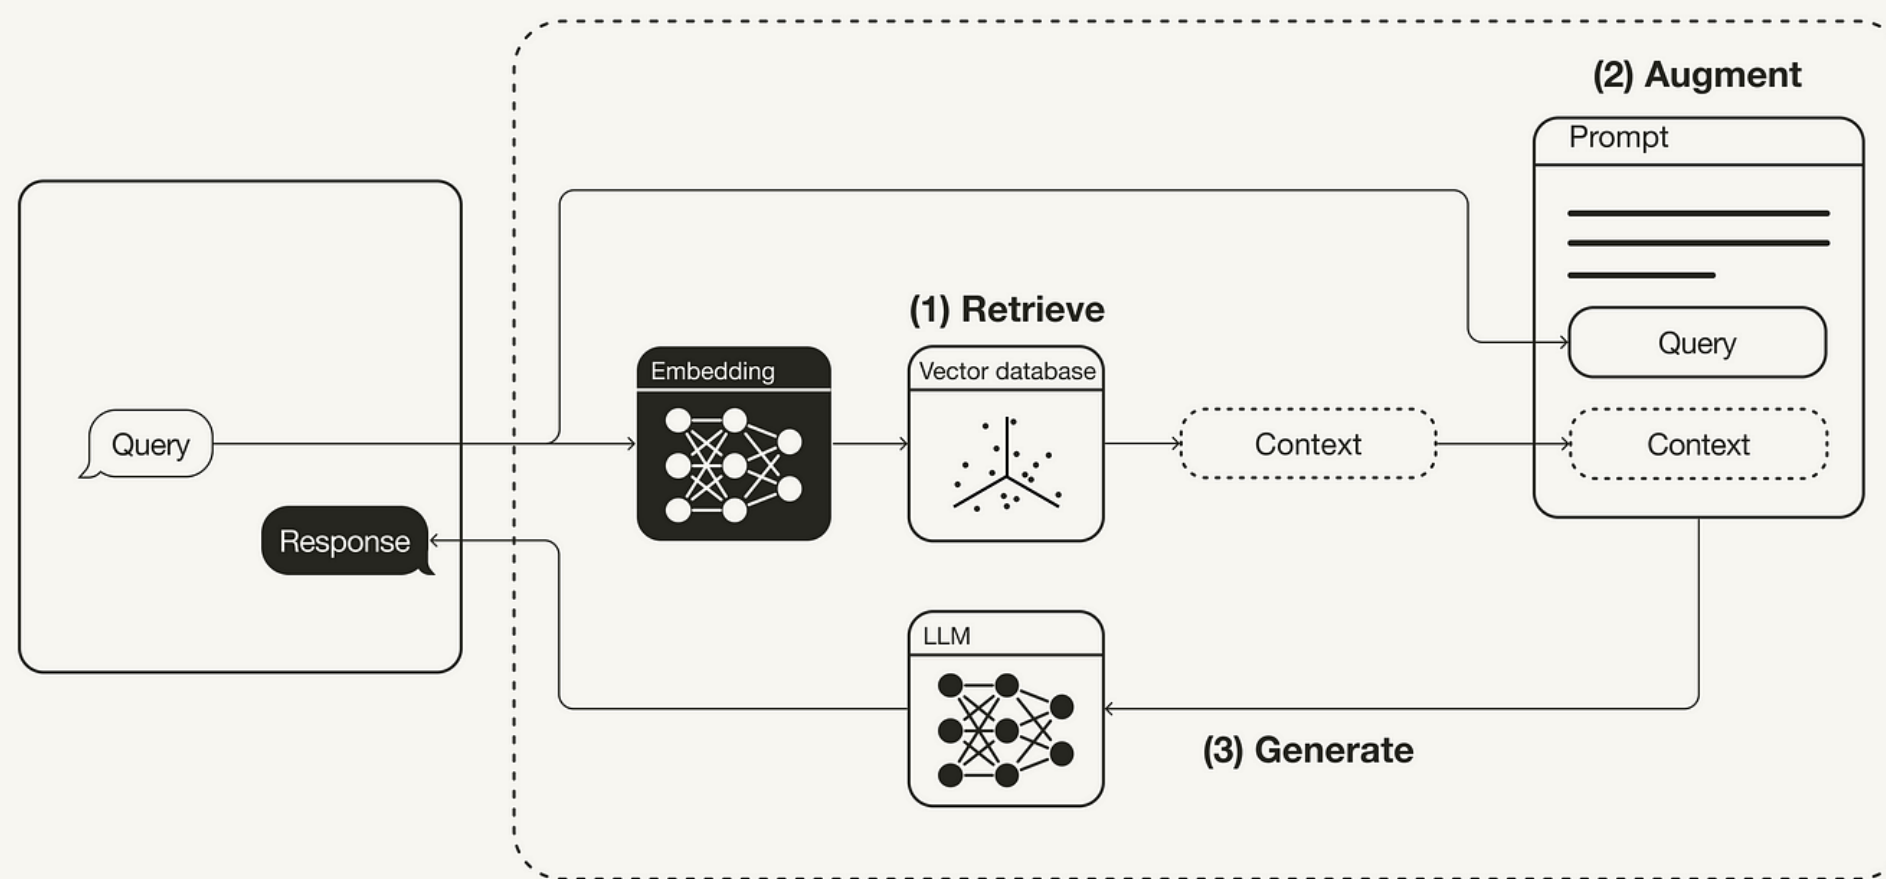 (2) Augment
Prompt
(1) Retrieve
Query
Embedding
Vector database
Query
Context
Context
Response
LLM
(3) Generate